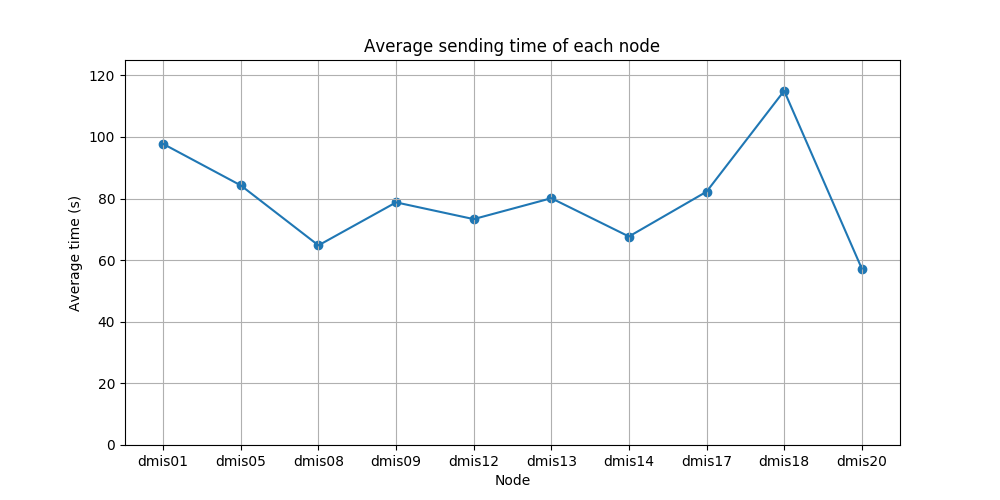 Average sending time of each node
120
100
80
60
40
20
0
Average time (s)
dmis01 dmis05 dmis08 dmis09 dmis12 dmis13 dmis14 dmis17 dmis18 dmis20
Node